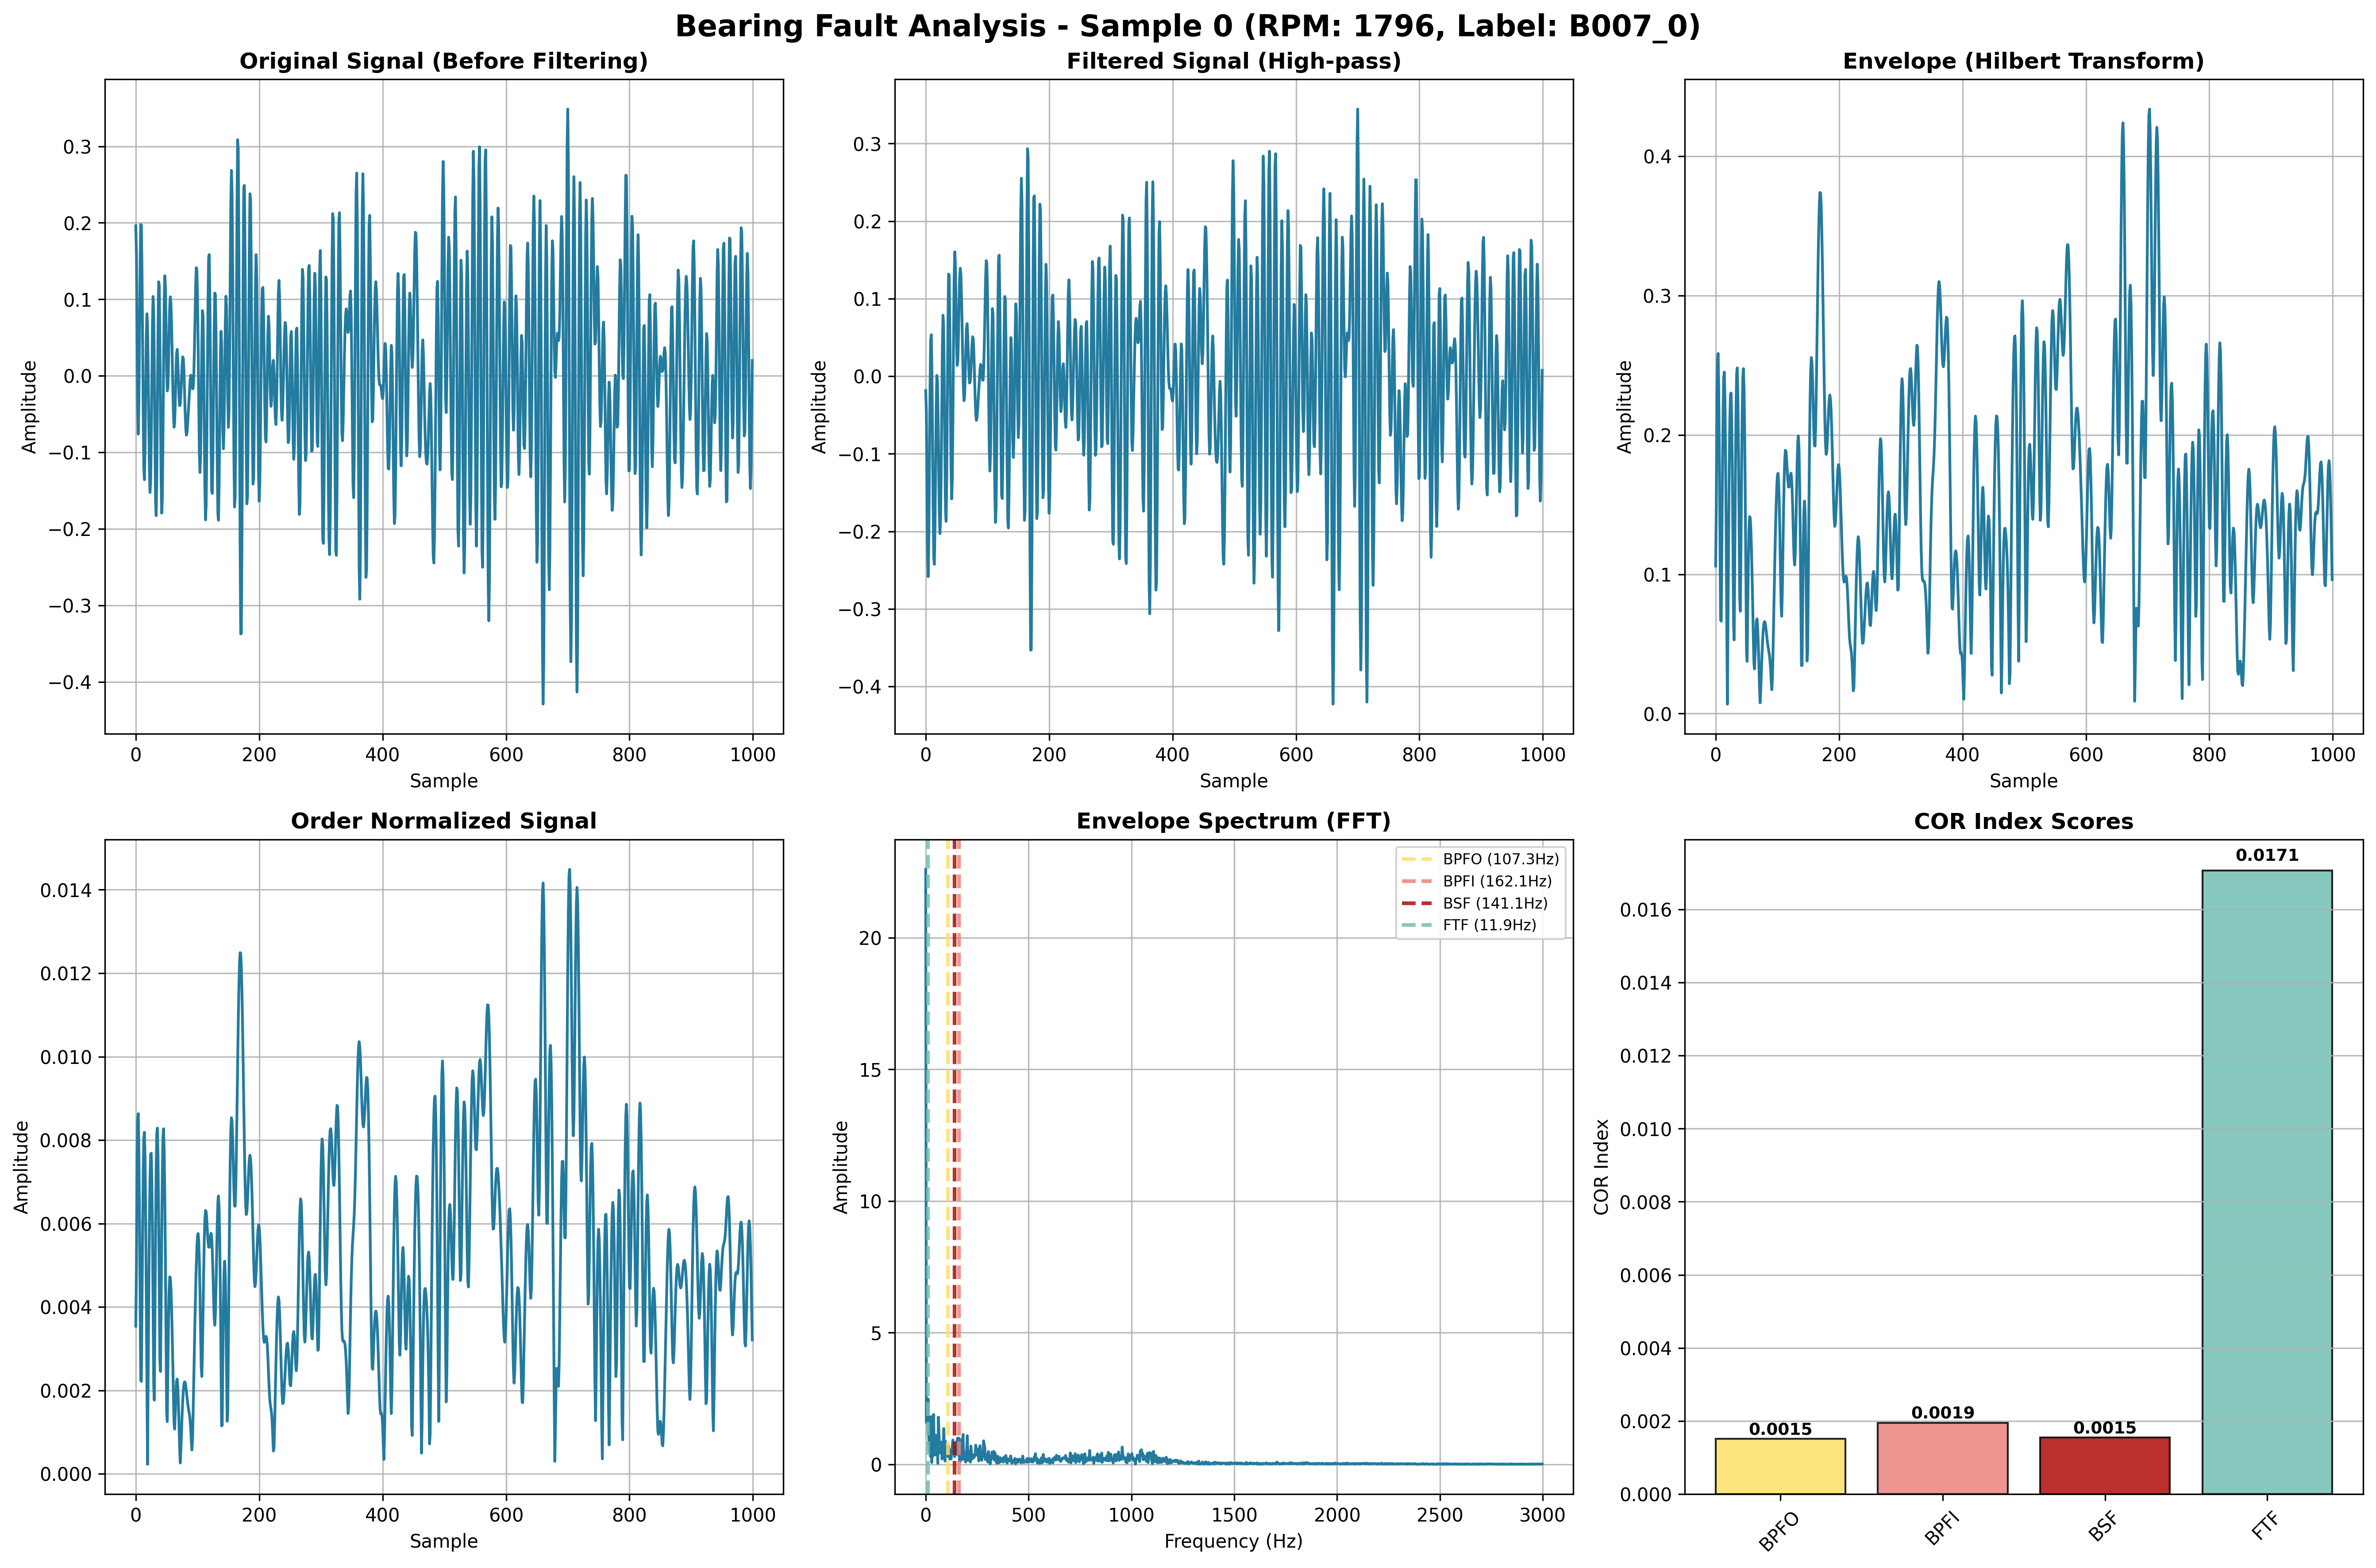 Bearing Fault Analysis - Sample 0 (RPM: 1796, Label: B007_0)
Original Signal (Before Filtering)
Amplitude
0.3
0.2
0.1
0.0
−0.1
−0.2
−0.3
−0.4
0 200 400 600 800 1000
Sample
Filtered Signal (High-pass)
Amplitude
0.3
0.2
0.1
0.0
−0.1
−0.2
−0.3
−0.4
0 200 400 600 800 1000
Sample
Envelope (Hilbert Transform)
Amplitude
0.4
0.3
0.2
0.1
0.0
0 200 400 600 800 1000
Sample
Order Normalized Signal
Amplitude
0.014
0.012
0.010
0.008
0.006
0.004
0.002
0.000
0 200 400 600 800 1000
Sample
Envelope Spectrum (FFT)
Amplitude
20
15
10
5
0
BPFO (107.3Hz)
BPFI (162.1Hz)
BSF (141.1Hz)
FTF (11.9Hz)
0 500 1000 1500 2000 2500 3000
Frequency (Hz)
COR Index Scores
COR Index
0.016
0.014
0.012
0.010
0.008
0.006
0.004
0.002
0.000
0.0015
0.0019
0.0015
0.0171
BPFO
BPFI
BSF
FTF